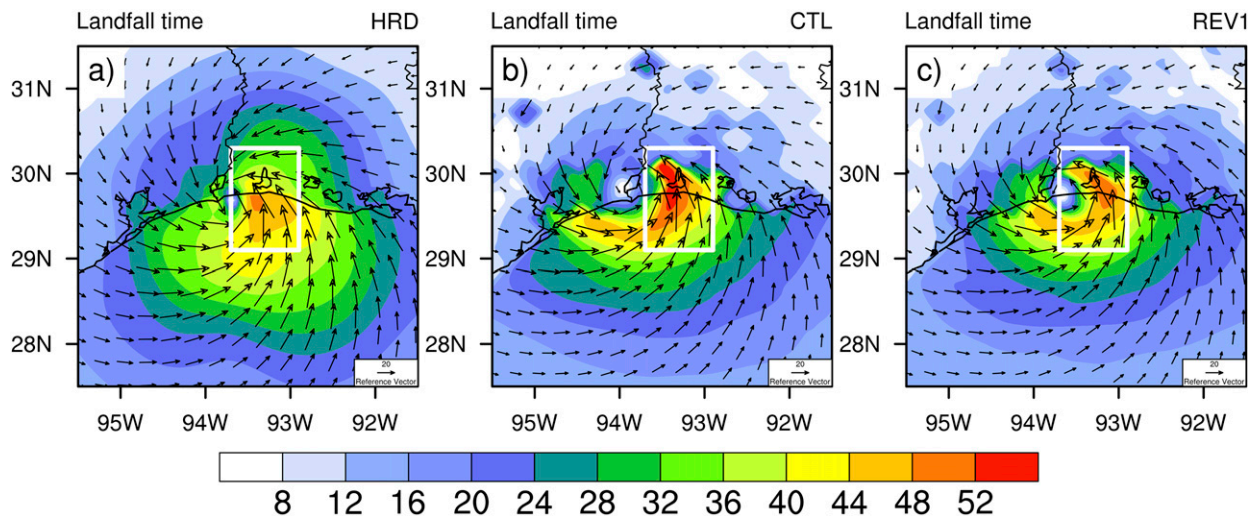 Landfall time HRD Landfall time CTL Landfall time REV1
a) b) c)
31N 31N 31N
30N 30N 30N
29N 29N 29N
28N 28N 28N
20 20 20
Reference Vector Reference Vector Reference Vector
95W 94W 93W 92W 95W 94W 93W 92W 95W 94W 93W 92W
8 12 16 20 24 28 32 36 40 44 48 52